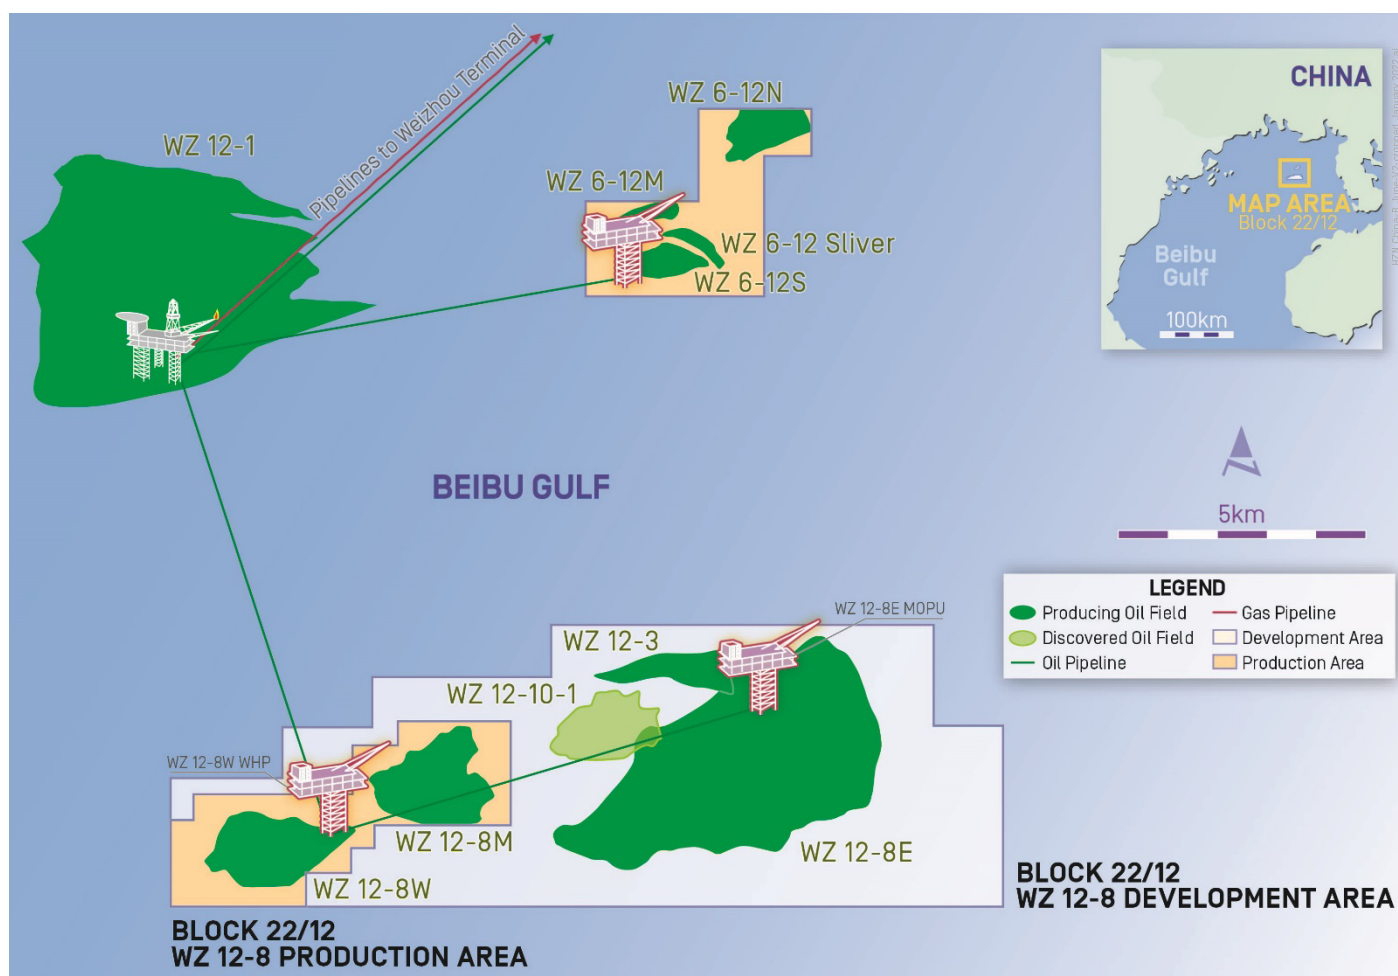 Pipelines to Weizhou Terminal
WZ 12-1
WZ 6-12N
WZ 6-12M
WZ 6-12 Sliver
WZ 6-12S
CHINA
MAP AREA
Block 22/12
Beibu
Gulf
100km
BEIBU GULF
5km
LEGEND
Producing Oil Field
Gas Pipeline
Discovered Oil Field
Development Area
Oil Pipeline
Production Area
WZ 12-8E MOPU
WZ 12-3
WZ 12-10-1
WZ 12-8W WHP
WZ 12-8M
WZ 12-8E
WZ 12-8W
BLOCK 22/12
WZ 12-8 DEVELOPMENT AREA
BLOCK 22/12
WZ 12-8 PRODUCTION AREA